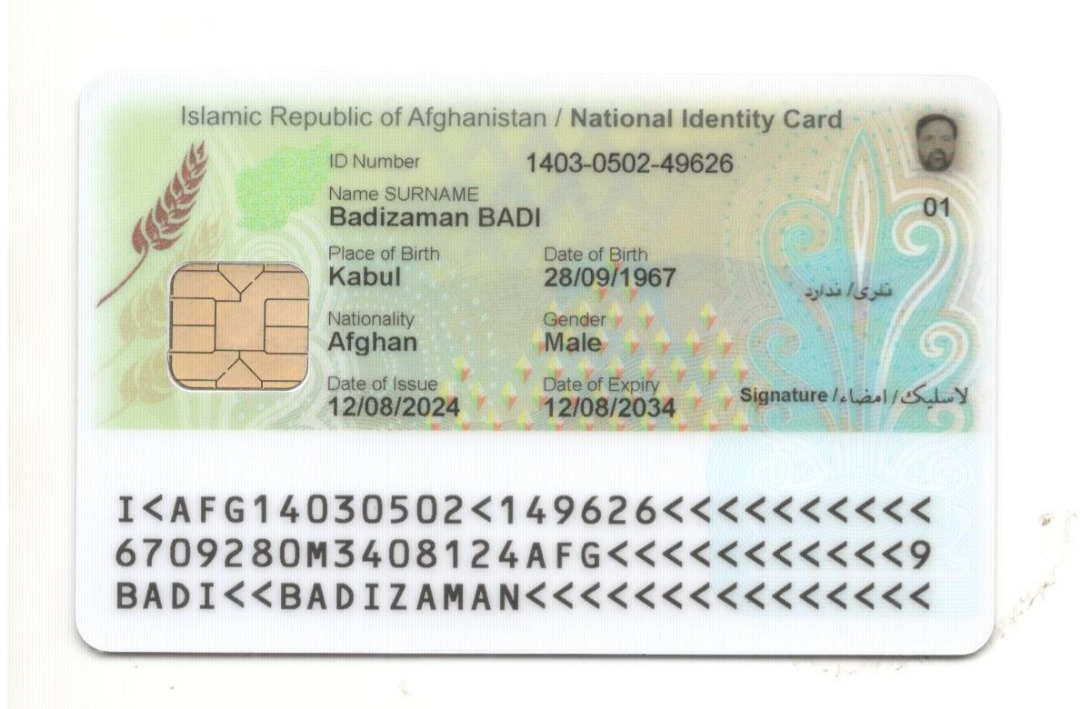 Islamic Republic of Afghanistan / National Identity Card
ID Number 1403-0502-49626
Name SURNAME
Badizaman BADI
01
Place of Birth Date of Birth
Kabul 28/09/1967
تلری / ندارد
Nationality Gender
Afghan Male
Date of Issue Date of Expiry
12/08/2024 12/08/2034
Signature / امضاء / لاسلیک
I<AFG14030502<149626<<<<<<<<<<
6709280M3408124AFG<<<<<<<<<<<9
BADI<<BADIZAMAN<<<<<<<<<<<<<<<